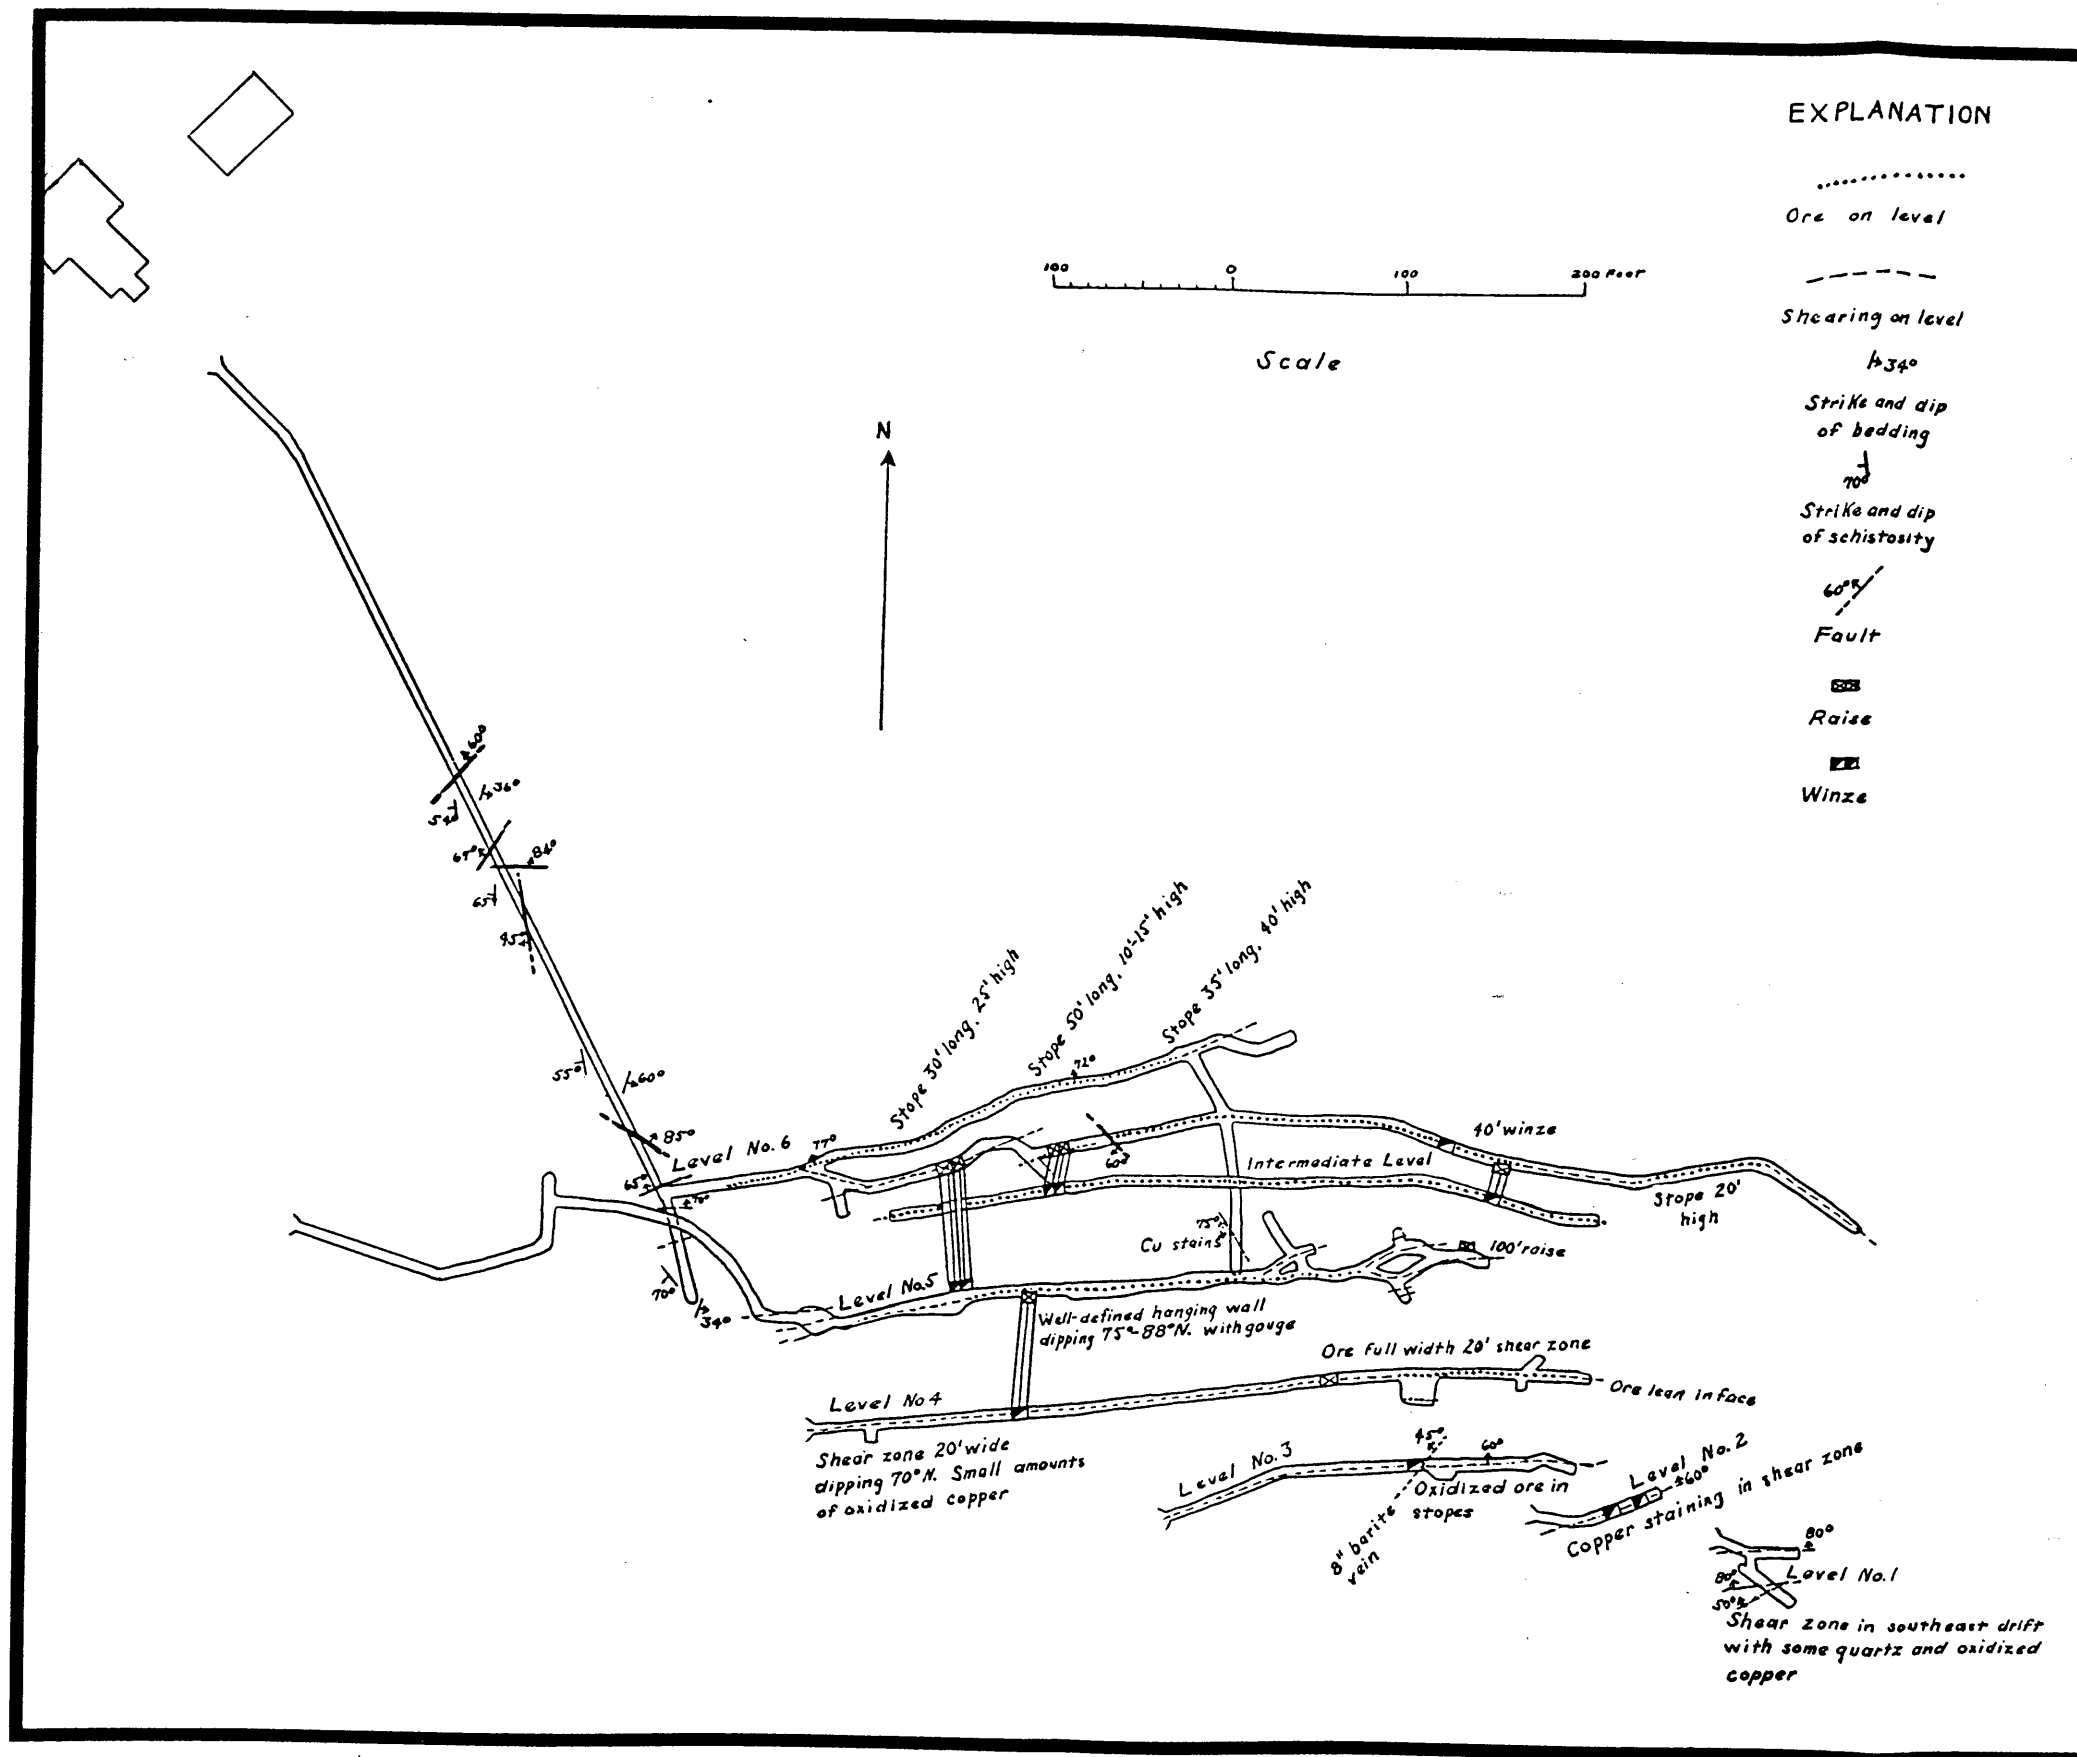 EXPLANATION
Ore on level
Shearing on level
34°
Strike and dip
of bedding
70°
Strike and dip
of schistosity
60°
Fault
Raise
Winze
100 0 100 200 Feet
Scale
N
60°
36°
54°
84°
65°
45°
55°
60°
85°
65°
70°
70°
34°
Stope 30' long, 25' high
Stope 50' long, 10'-15' high
Stope 35' long, 40' high
72°
Level No. 6
77°
60°
40' winze
Intermediate Level
Stope 20'
high
75°
Cu stains
100' raise
Level No.5
Well-defined hanging wall
dipping 75°-88°N. with gouge
Ore full width 20' shear zone
Ore lean in face
Level No 4
Shear zone 20' wide
dipping 70°N. Small amounts
of oxidized copper
Level No. 3
45°
60°
Oxidized ore in
stopes
8" barite
vein
Level No. 2
±60°
Copper staining in shear zone
80°
Level No. 1
80°
50°
Shear zone in southeast drift
with some quartz and oxidized
copper